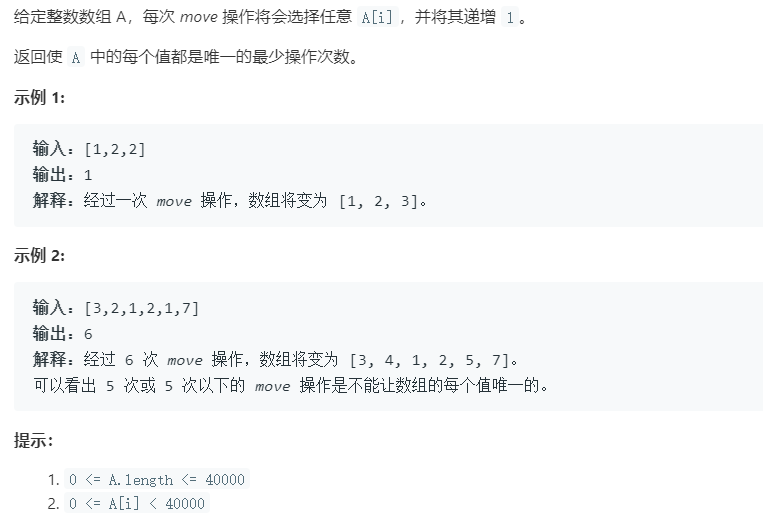 给定整数数组 A，每次 move 操作将会选择任意 A[i]，并将其递增 1。
返回使 A 中的每个值都是唯一的最少操作次数。
示例 1:
输入：[1,2,2]
输出：1
解释：经过一次 move 操作，数组将变为 [1, 2, 3]。
示例 2:
输入：[3,2,1,2,1,7]
输出：6
解释：经过 6 次 move 操作，数组将变为 [3, 4, 1, 2, 5, 7]。
可以看出 5 次或 5 次以下的 move 操作是不能让数组的每个值唯一的。
提示：
1. 0 <= A.length <= 40000
2. 0 <= A[i] < 40000